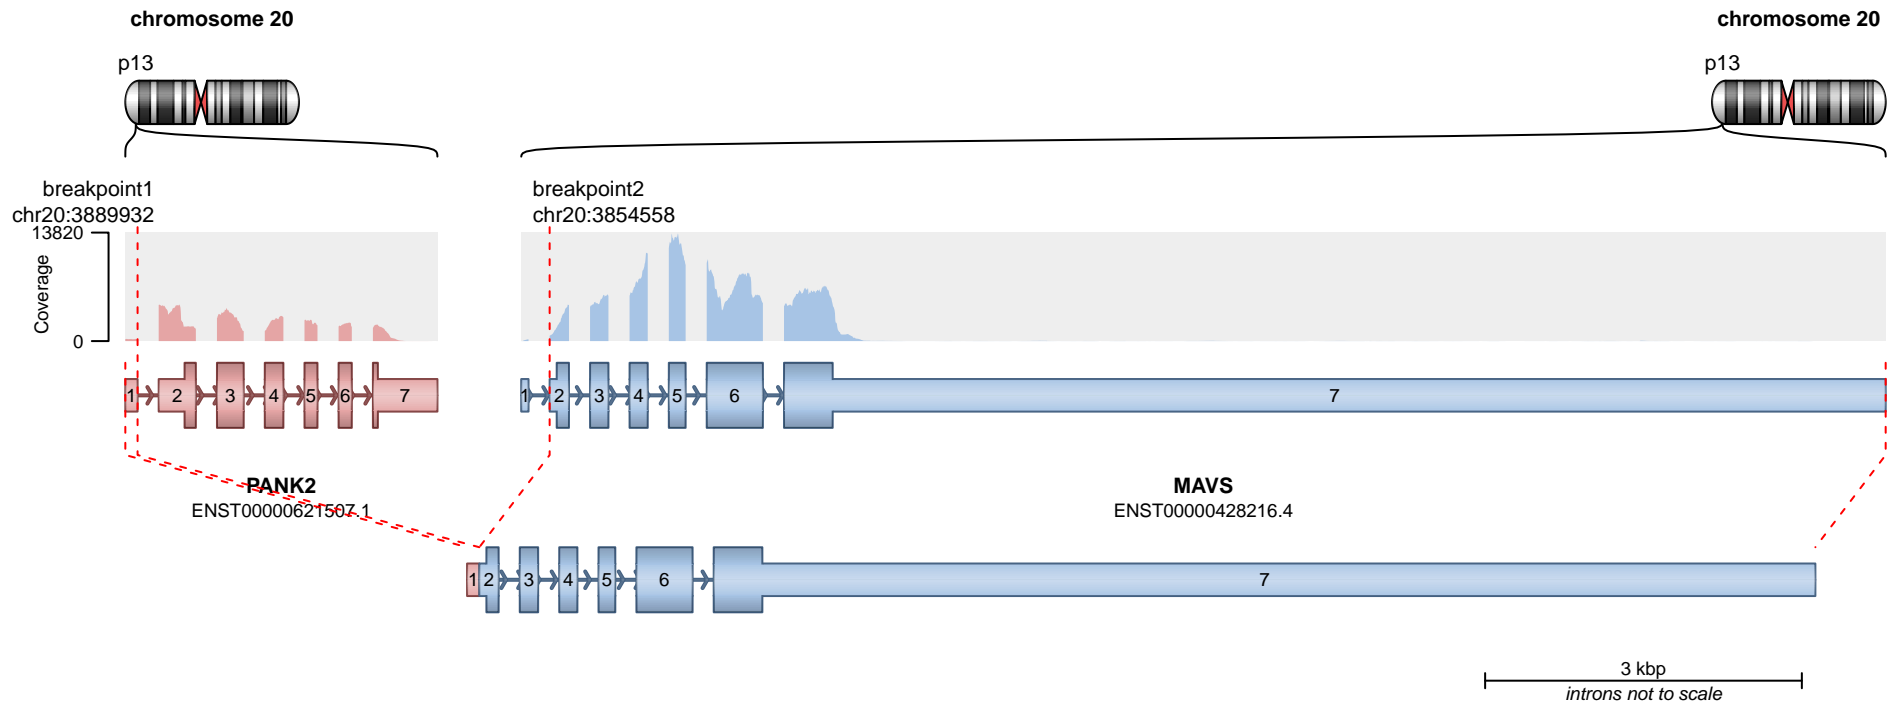 chromosome 20
chromosome 20
p13
p13
breakpoint1
chr20:3889932
breakpoint2
chr20:3854558
13820
Coverage
0
1 2 3 4 5 6 7
1 2 3 4 5 6 7
PANK2
ENST00000621507.1
MAVS
ENST00000428216.4
1 2 3 4 5 6 7
3 kbp
introns not to scale